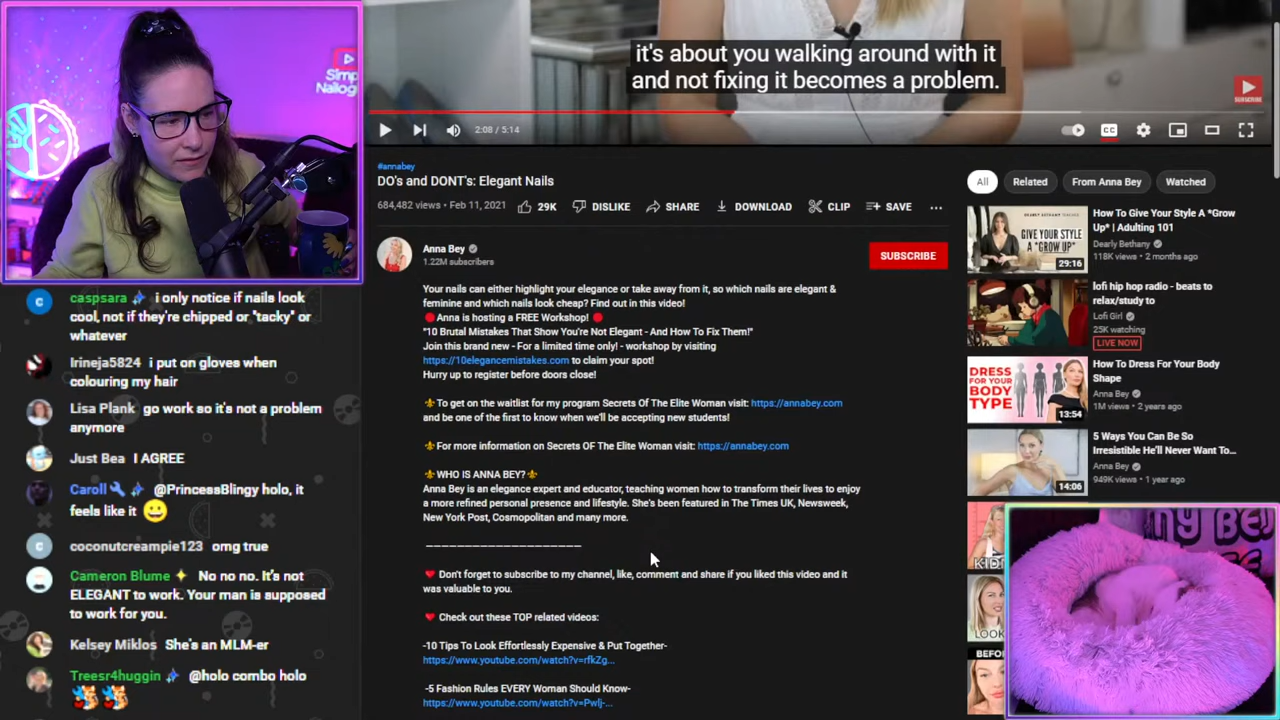 Simp
Nailogi
caspsara i only notice if nails look
cool, not if they're chipped or "tacky" or
whatever
Irineja5824 i put on gloves when
colouring my hair
Lisa Plank go work so it's not a problem
anymore
Just Bea I AGREE
Caroll @PrincessBlingy holo, it
feels like it
coconutcreampie123 omg true
Cameron Blume No no no. It's not
ELEGANT to work. Your man is supposed
to work for you.
Kelsey Miklos She's an MLM-er
Treesr4huggin @holo combo holo
it's about you walking around with it
and not fixing it becomes a problem.
SUBSCRIBE
2:08 / 5:14
CC
#annabey
DO's and DONT's: Elegant Nails
684,482 views • Feb 11, 2021
29K DISLIKE SHARE DOWNLOAD CLIP SAVE
Anna Bey
1.22M subscribers
SUBSCRIBE
Your nails can either highlight your elegance or take away from it, so which nails are elegant &
feminine and which nails look cheap? Find out in this video!
Anna is hosting a FREE Workshop!
"10 Brutal Mistakes That Show You're Not Elegant - And How To Fix Them!"
Join this brand new - For a limited time only! - workshop by visiting
https://10elegancemistakes.com to claim your spot!
Hurry up to register before doors close!
To get on the waitlist for my program Secrets Of The Elite Woman visit: https://annabey.com
and be one of the first to know when we'll be accepting new students!
For more information on Secrets OF The Elite Woman visit: https://annabey.com
WHO IS ANNA BEY?
Anna Bey is an elegance expert and educator, teaching women how to transform their lives to enjoy
a more refined personal presence and lifestyle. She's been featured in The Times UK, Newsweek,
New York Post, Cosmopolitan and many more.
____________________
Don't forget to subscribe to my channel, like, comment and share if you liked this video and it
was valuable to you.
Check out these TOP related videos:
-10 Tips To Look Effortlessly Expensive & Put Together-
https://www.youtube.com/watch?v=rfkZg...
-5 Fashion Rules EVERY Woman Should Know-
https://www.youtube.com/watch?v=Pwlj-...
All Related From Anna Bey Watched
GIVE YOUR STYLE
A *GROW UP*
29:16
How To Give Your Style A *Grow
Up* | Adulting 101
Dearly Bethany
118K views • 2 months ago
lofi hip hop radio - beats to
relax/study to
Lofi Girl
25K watching
LIVE NOW
DRESS
FOR YOUR
BODY
TYPE
13:54
How To Dress For Your Body
Shape
Anna Bey
1M views • 2 years ago
14:06
5 Ways You Can Be So
Irresistible He'll Never Want To...
Anna Bey
949K views • 1 year ago
LOOK
BEFO
MY BE